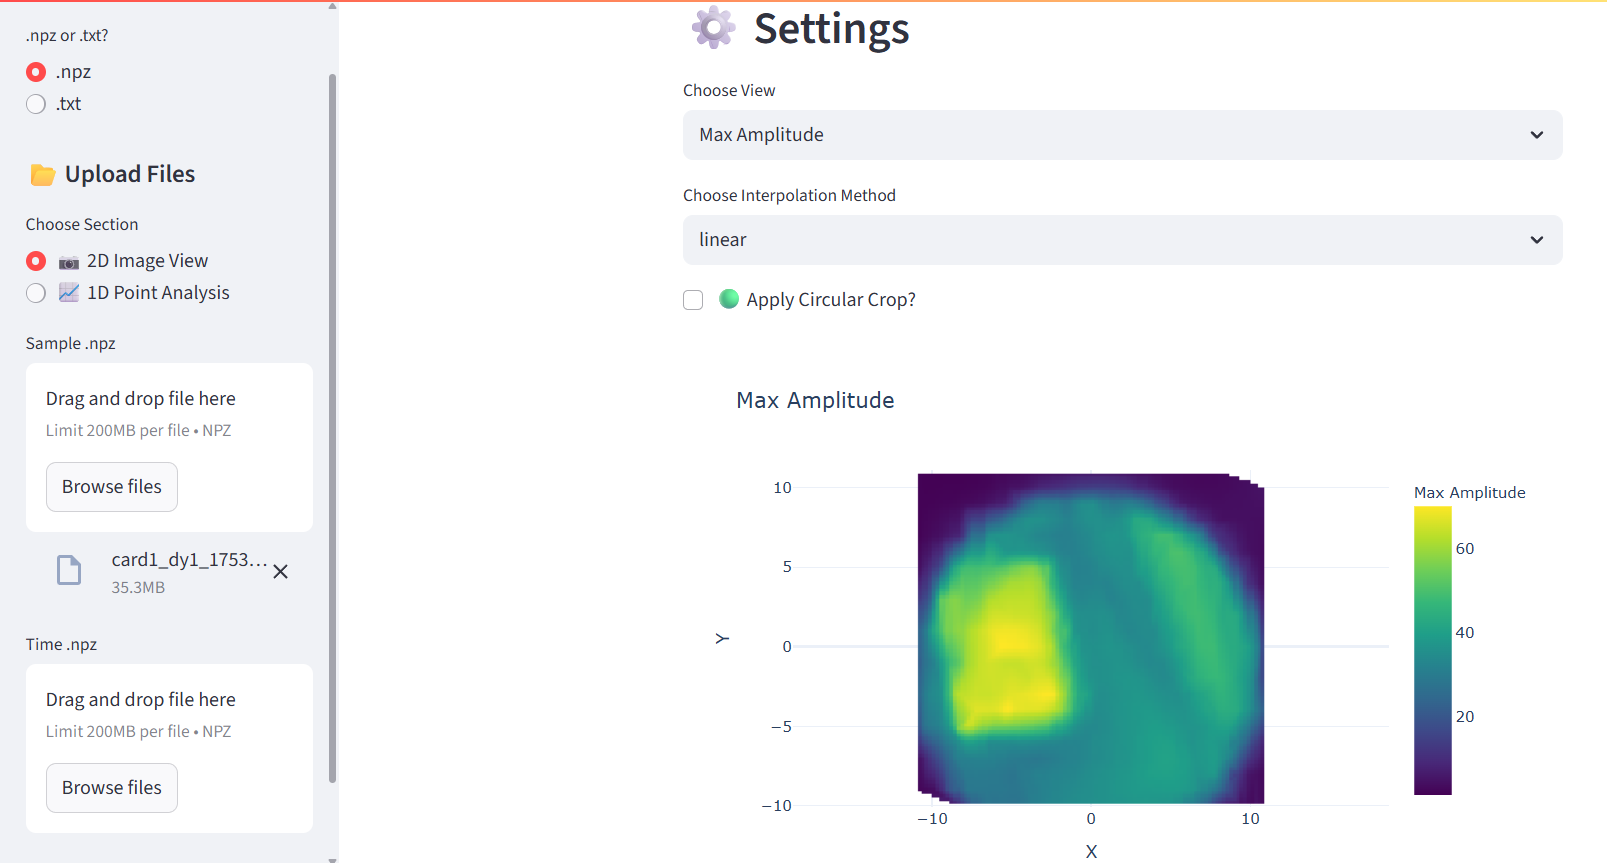 .npz or .txt?
.npz
.txt
Upload Files
Choose Section
2D Image View
1D Point Analysis
Sample .npz
Drag and drop file here
Limit 200MB per file • NPZ
Browse files
card1_dy1_1753...
35.3MB
Time .npz
Drag and drop file here
Limit 200MB per file • NPZ
Browse files
Settings
Choose View
Max Amplitude
Choose Interpolation Method
linear
Apply Circular Crop?
Max Amplitude
10
5
0
−5
−10
Y
−10
0
10
X
Max Amplitude
60
40
20